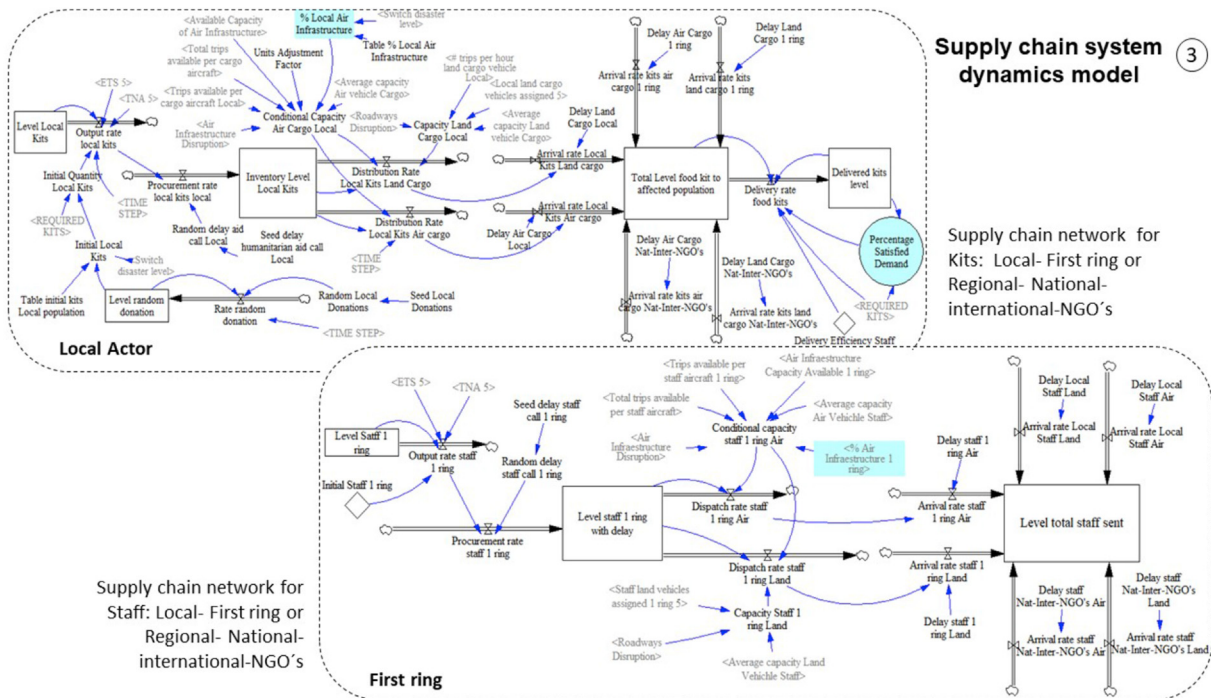 Supply chain system
dynamics model
3
<Available Capacity
of Air Infrastructure>
% Local Air
Infrastructure
<Switch disaster
level>
Table % Local Air
Infrastructure
<Total trips
available per cargo
aircraft>
Units Adjustment
Factor
<Trips available per
cargo aircraft Local>
<Average capacity
Air vehicle Cargo>
<# trips per hour
land cargo vehicle
Local>
<Local land cargo
vehicles assigned 5>
<Air
Infraestructure
Disruption>
Conditional Capacity
Air Cargo Local
<Roadways
Disruption>
Capacity Land
Cargo Local
<Average
capacity Land
vehicle Cargo>
<ETS 5>
<TNA 5>
Level Local
Kits
Output rate
local kits
Initial Quantity
Local Kits
Procurement rate
local kits local
<TIME
STEP>
<REQUIRED
KITS>
Random delay aid
call Local
Seed delay
humanitarian aid call
Local
Inventory Level
Local Kits
Distribution Rate
Local Kits Land Cargo
Distribution Rate
Local Kits Air cargo
<TIME
STEP>
Initial Local
Kits
<Switch
disaster level>
Table initial kits
Local population
Level random
donation
Rate random
donation
Random Local
Donations
Seed Local
Donations
<TIME STEP>
Delay Air Cargo
1 ring
Delay Land
Cargo 1 ring
Arrival rate kits air
cargo 1 ring
Arrival rate kits
land cargo 1 ring
Delay Land
Cargo Local
Arrival rate Local
Kits Land cargo
Arrival rate Local
Kits Air cargo
Delay Air Cargo
Local
Total Level food kit to
affected population
Delivery rate
food kits
Delivered kits
level
Percentage
Satisfied
Demand
<REQUIRED
KITS>
Delivery Efficiency Staff
Delay Air Cargo
Nat-Inter-NGO's
Delay Land Cargo
Nat-Inter-NGO's
Arrival rate kits air
cargo Nat-Inter-NGO's
Arrival rate kits land
cargo Nat-Inter-NGO's
Local Actor
Supply chain network for
Kits: Local- First ring or
Regional- National-
international-NGO´s
<ETS 5>
<TNA 5>
Level Satff 1
ring
Output rate staff
1 ring
Initial Staff 1 ring
Seed delay staff
call 1 ring
Random delay
staff call 1 ring
Procurement rate
staff 1 ring
<Trips available per
staff aircraft 1 ring>
<Air Infraestructure
Capacity Available 1 ring>
<Total trips available
per staff aircraft>
<Average capacity
Air Vehichle Staff>
<Air
Infraestructure
Disruption>
Conditional capacity
staff 1 ring Air
<% Air
Infraestructure 1
ring>
Level staff 1 ring
with delay
Dispatch rate staff
1 ring Air
Dispatch rate staff
1 ring Land
<Staff land vehicles
assigned 1 ring 5>
Capacity Staff 1
ring Land
<Roadways
Disruption>
<Average capacity Land
Vehichle Staff>
Delay staff 1
ring Air
Arrival rate staff
1 ring Air
Arrival rate staff
1 ring Land
Delay staff 1
ring Land
Delay Local
Staff Land
Delay Local
Staff Air
Arrival rate Local
Staff Land
Arrival rate Local
Staff Air
Level total staff sent
Delay staff
Nat-Inter-NGO's Air
Delay staff
Nat-Inter-NGO's
Land
Arrival rate staff
Nat-Inter-NGO's Air
Arrival rate staff
Nat-Inter-NGO's Land
First ring
Supply chain network for
Staff: Local- First ring or
Regional- National-
international-NGO´s